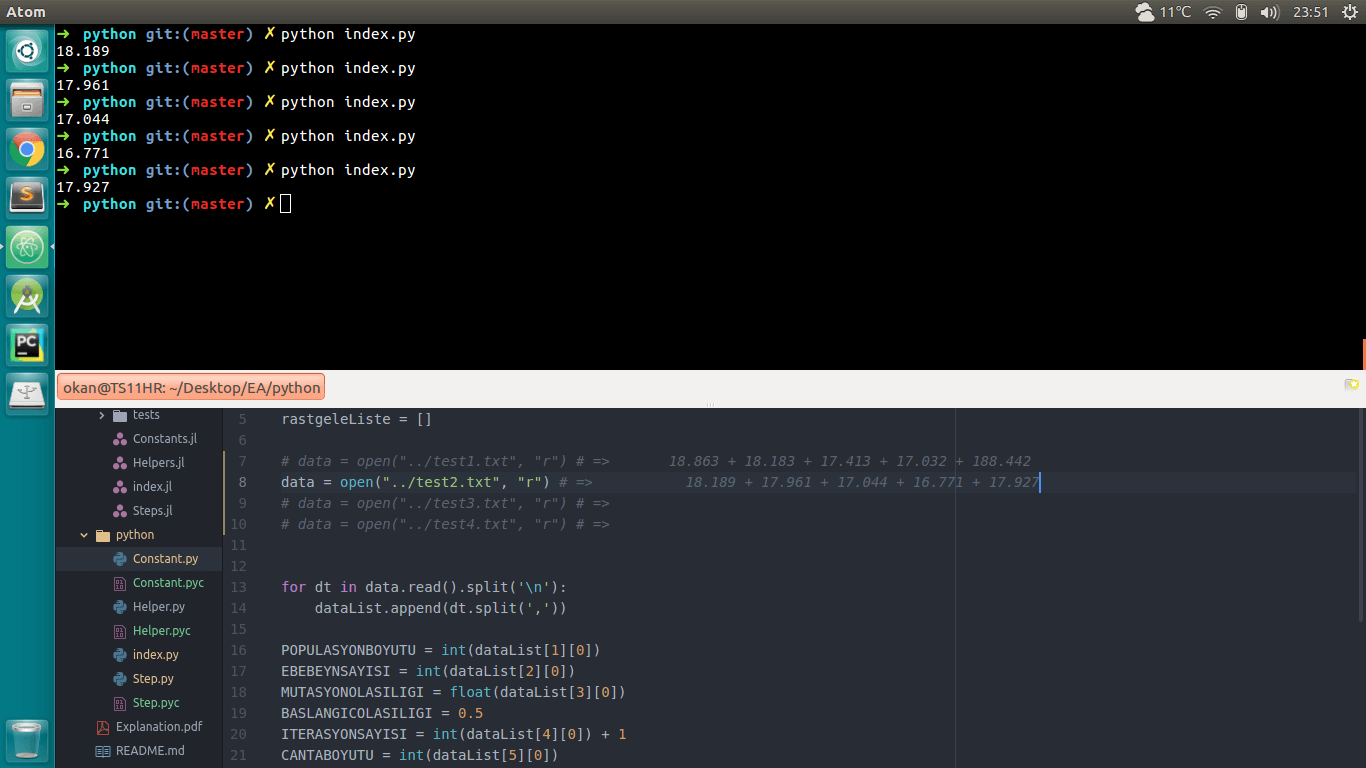 Atom
11℃
23:51
➜ python git:(master) ✗ python index.py
18.189
➜ python git:(master) ✗ python index.py
17.961
➜ python git:(master) ✗ python index.py
17.044
➜ python git:(master) ✗ python index.py
16.771
➜ python git:(master) ✗ python index.py
17.927
➜ python git:(master) ✗
S
PC
okan@TS11HR: ~/Desktop/EA/python
tests
Constants.jl
Helpers.jl
index.jl
Steps.jl
python
Constant.py
Constant.pyc
Helper.py
Helper.pyc
index.py
Step.py
Step.pyc
Explanation.pdf
README.md
5 rastgeleListe = []
6
7 # data = open("../test1.txt", "r") # => 18.863 + 18.183 + 17.413 + 17.032 + 188.442
8 data = open("../test2.txt", "r") # => 18.189 + 17.961 + 17.044 + 16.771 + 17.927
9 # data = open("../test3.txt", "r") # =>
10 # data = open("../test4.txt", "r") # =>
11
12
13 for dt in data.read().split('\n'):
14     dataList.append(dt.split(','))
15
16 POPULASYONBOYUTU = int(dataList[1][0])
17 EBEBEYNSAYISI = int(dataList[2][0])
18 MUTASYONOLASILIGI = float(dataList[3][0])
19 BASLANGICOLASILIGI = 0.5
20 ITERASYONSAYISI = int(dataList[4][0]) + 1
21 CANTABOYUTU = int(dataList[5][0])